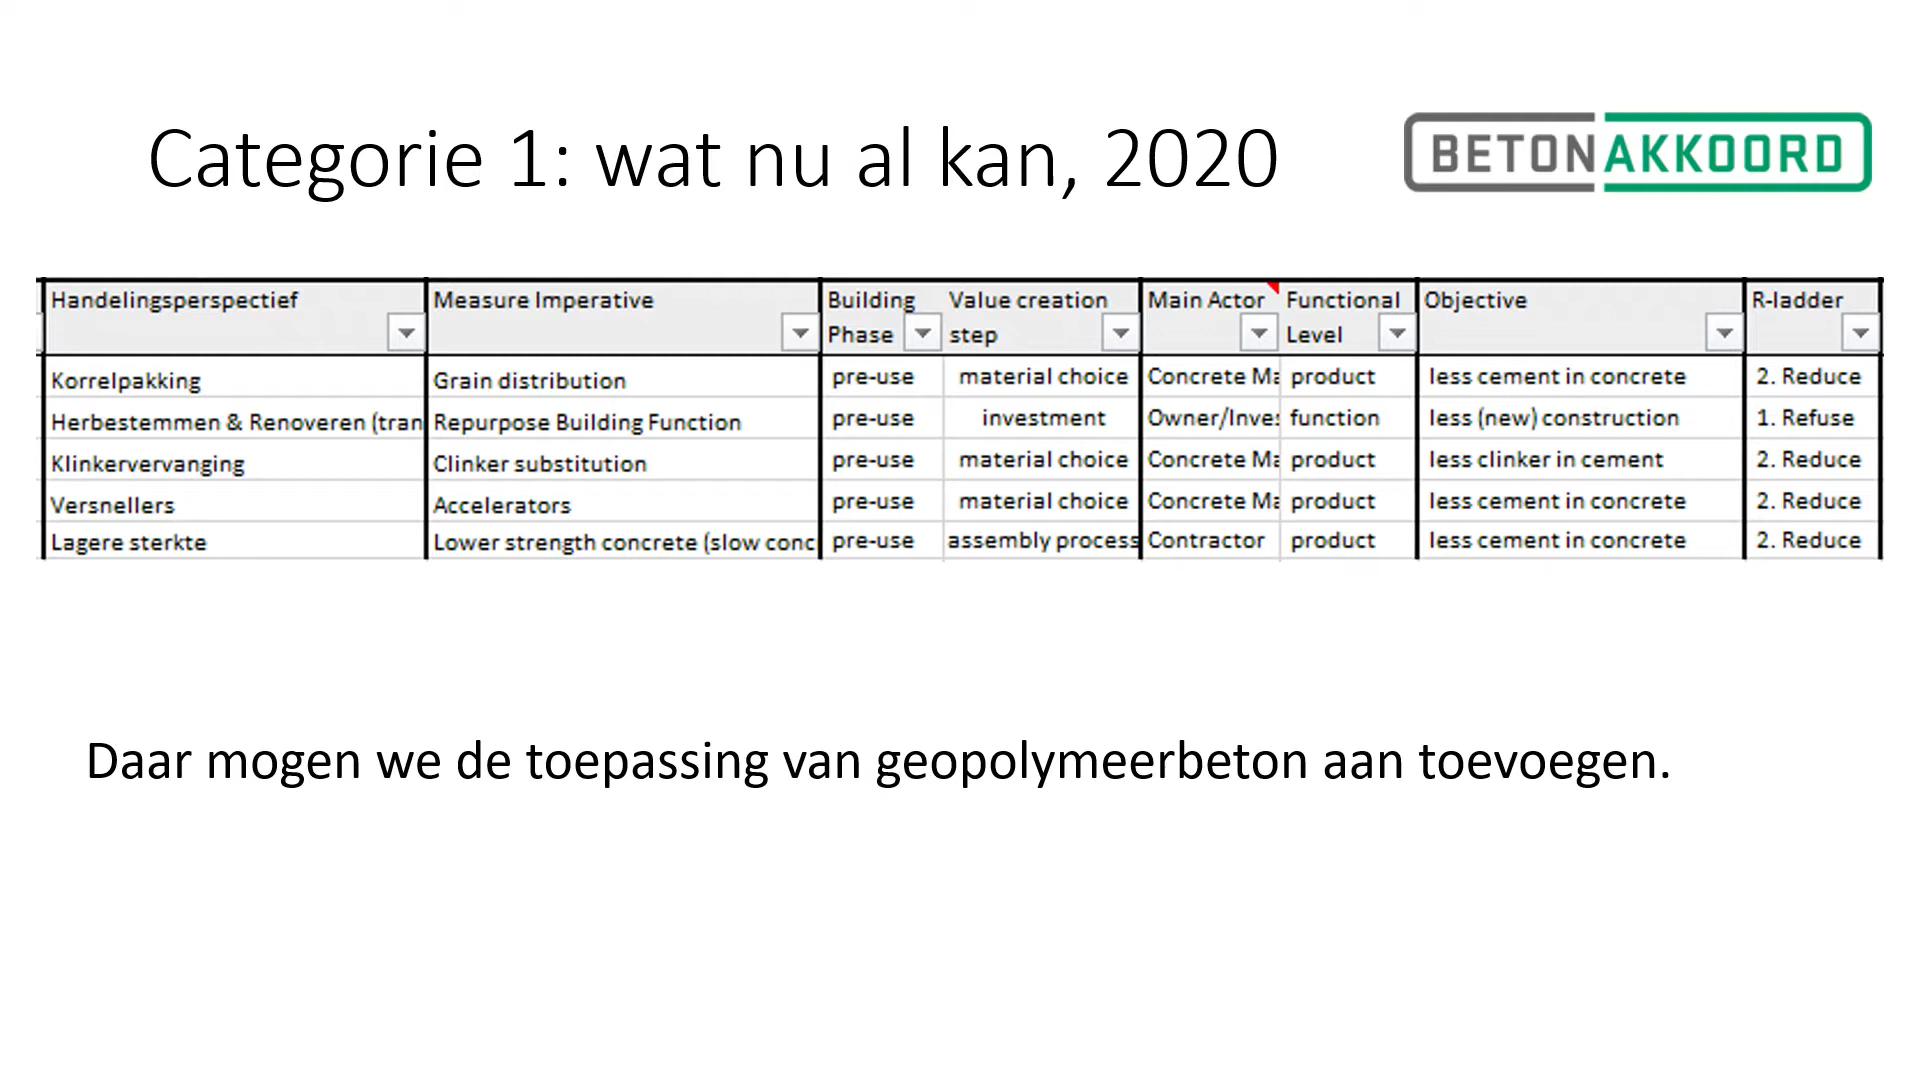 Categorie 1: wat nu al kan, 2020
BETONAKKOORD
Handelingsperspectief Measure Imperative Building Phase Value creation step Main Actor Functional Level Objective R-ladder
Korrelpakking Grain distribution pre-use material choice Concrete product less cement in concrete 2. Reduce
Herbestemmen & Renoveren (tran Repurpose Building Function pre-use investment Owner/Inves function less (new) construction 1. Refuse
Klinkervervanging Clinker substitution pre-use material choice Concrete product less clinker in cement 2. Reduce
Versnellers Accelerators pre-use material choice Concrete product less cement in concrete 2. Reduce
Lagere sterkte Lower strength concrete (slow conc pre-use assembly process Contractor product less cement in concrete 2. Reduce
Daar mogen we de toepassing van geopolymeerbeton aan toevoegen.